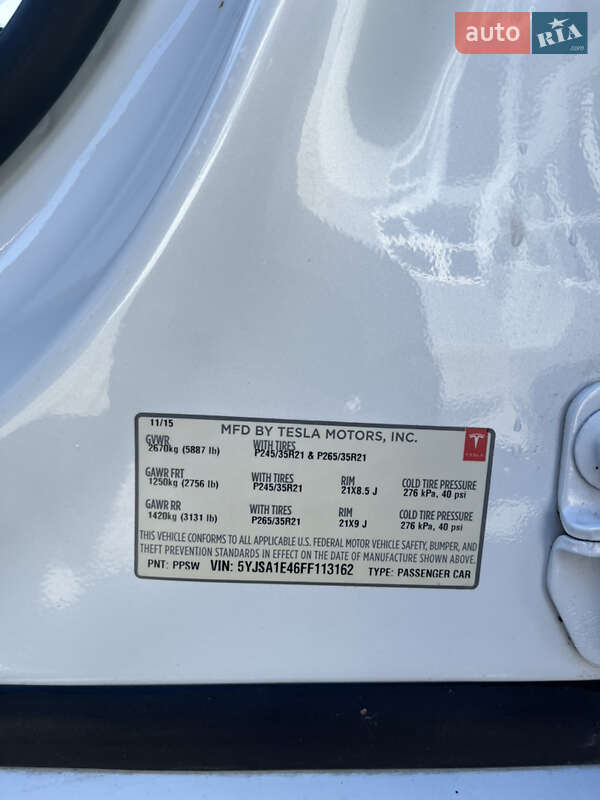 auto RIA .com
11/15
MFD BY TESLA MOTORS, INC.
GVWR WITH TIRES
2670kg (5887 lb) P245/35R21 & P265/35R21
TESLA
GAWR FRT WITH TIRES RIM COLD TIRE PRESSURE
1250kg (2756 lb) P245/35R21 21X8.5 J 276 kPa, 40 psi
GAWR RR WITH TIRES RIM COLD TIRE PRESSURE
1420kg (3131 lb) P265/35R21 21X9 J 276 kPa, 40 psi
THIS VEHICLE CONFORMS TO ALL APPLICABLE U.S. FEDERAL MOTOR VEHICLE SAFETY, BUMPER, AND
THEFT PREVENTION STANDARDS IN EFFECT ON THE DATE OF MANUFACTURE SHOWN ABOVE.
PNT: PPSW VIN: 5YJSA1E46FF113162 TYPE: PASSENGER CAR